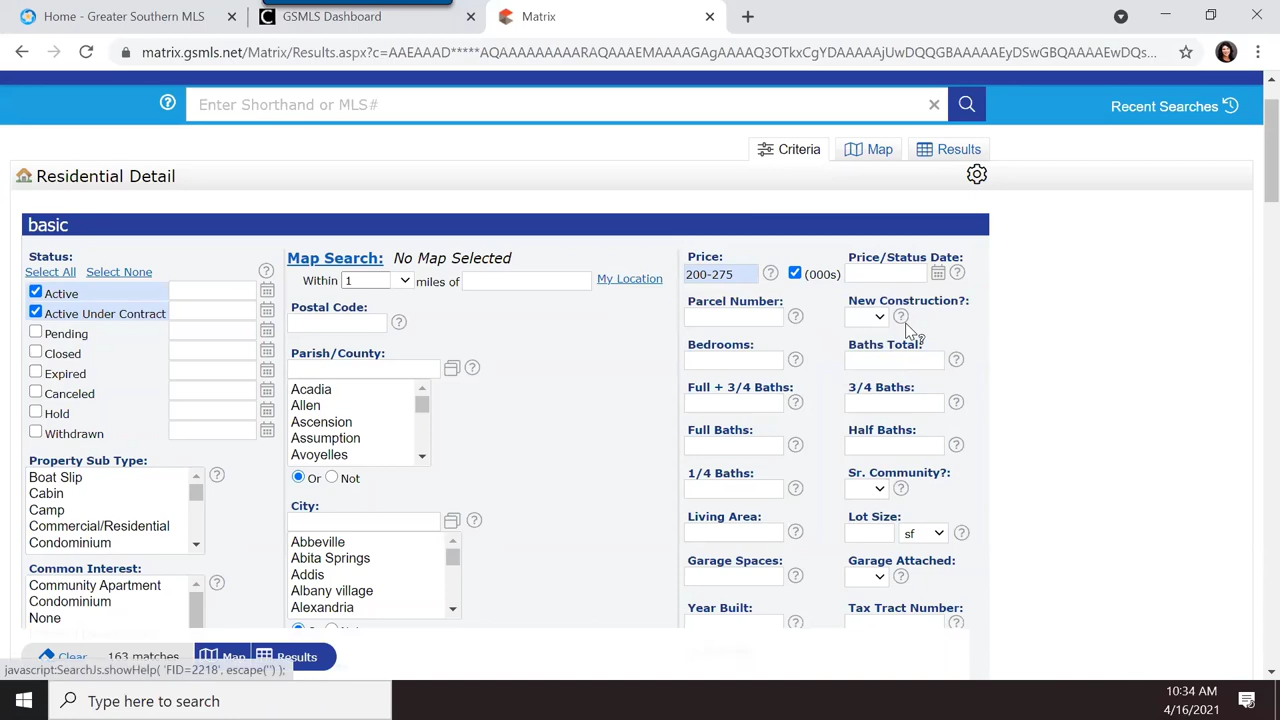 Home - Greater Southern MLS
GSMLS Dashboard
Matrix
matrix.gsmls.net/Matrix/Results.aspx?c=AAEAAAD*****AQAAAAAAAAARAQAAAEMAAAAGAgAAAAQ3OTkxCgYDAAAAAjUwDQQGBAAAAAEyDSwGBQAAAAEwDQs...
Enter Shorthand or MLS#
Recent Searches
Criteria
Map
Results
Residential Detail
basic
Status:
Select All Select None
Active
Active Under Contract
Pending
Closed
Expired
Canceled
Hold
Withdrawn
Property Sub Type:
Boat Slip
Cabin
Camp
Commercial/Residential
Condominium
Common Interest:
Community Apartment
Condominium
None
Map Search: No Map Selected
Within 1 miles of
My Location
Postal Code:
Parish/County:
Acadia
Allen
Ascension
Assumption
Avoyelles
Or Not
City:
Abbeville
Abita Springs
Addis
Albany village
Alexandria
Price:
200-275
(000s)
Price/Status Date:
Parcel Number:
New Construction?:
Bedrooms:
Baths Total:
Full + 3/4 Baths:
3/4 Baths:
Full Baths:
Half Baths:
1/4 Baths:
Sr. Community?:
Living Area:
Lot Size:
sf
Garage Spaces:
Garage Attached:
Year Built:
Tax Tract Number:
Clear
163 matches
Map
Results
javascript:SearchJs.showHelp( 'FID=2218', escape('') );
Type here to search
10:34 AM
4/16/2021